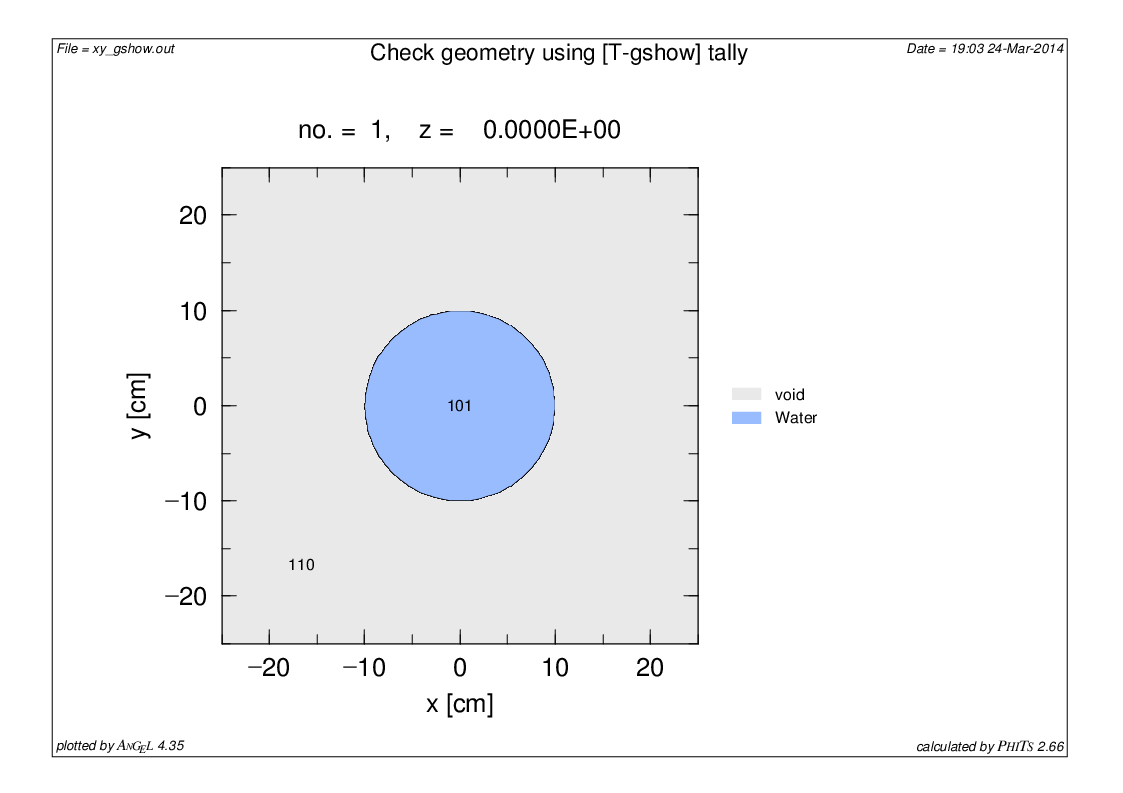 File = xy_gshow.out
Check geometry using [T-gshow] tally
Date = 19:03 24-Mar-2014
no. = 1, z = 0.0000E+00
20
10
0
−10
−20
y [cm]
101
110
void
Water
−20 −10 0 10 20
x [cm]
plotted by ANGEL 4.35
calculated by PHITS 2.66